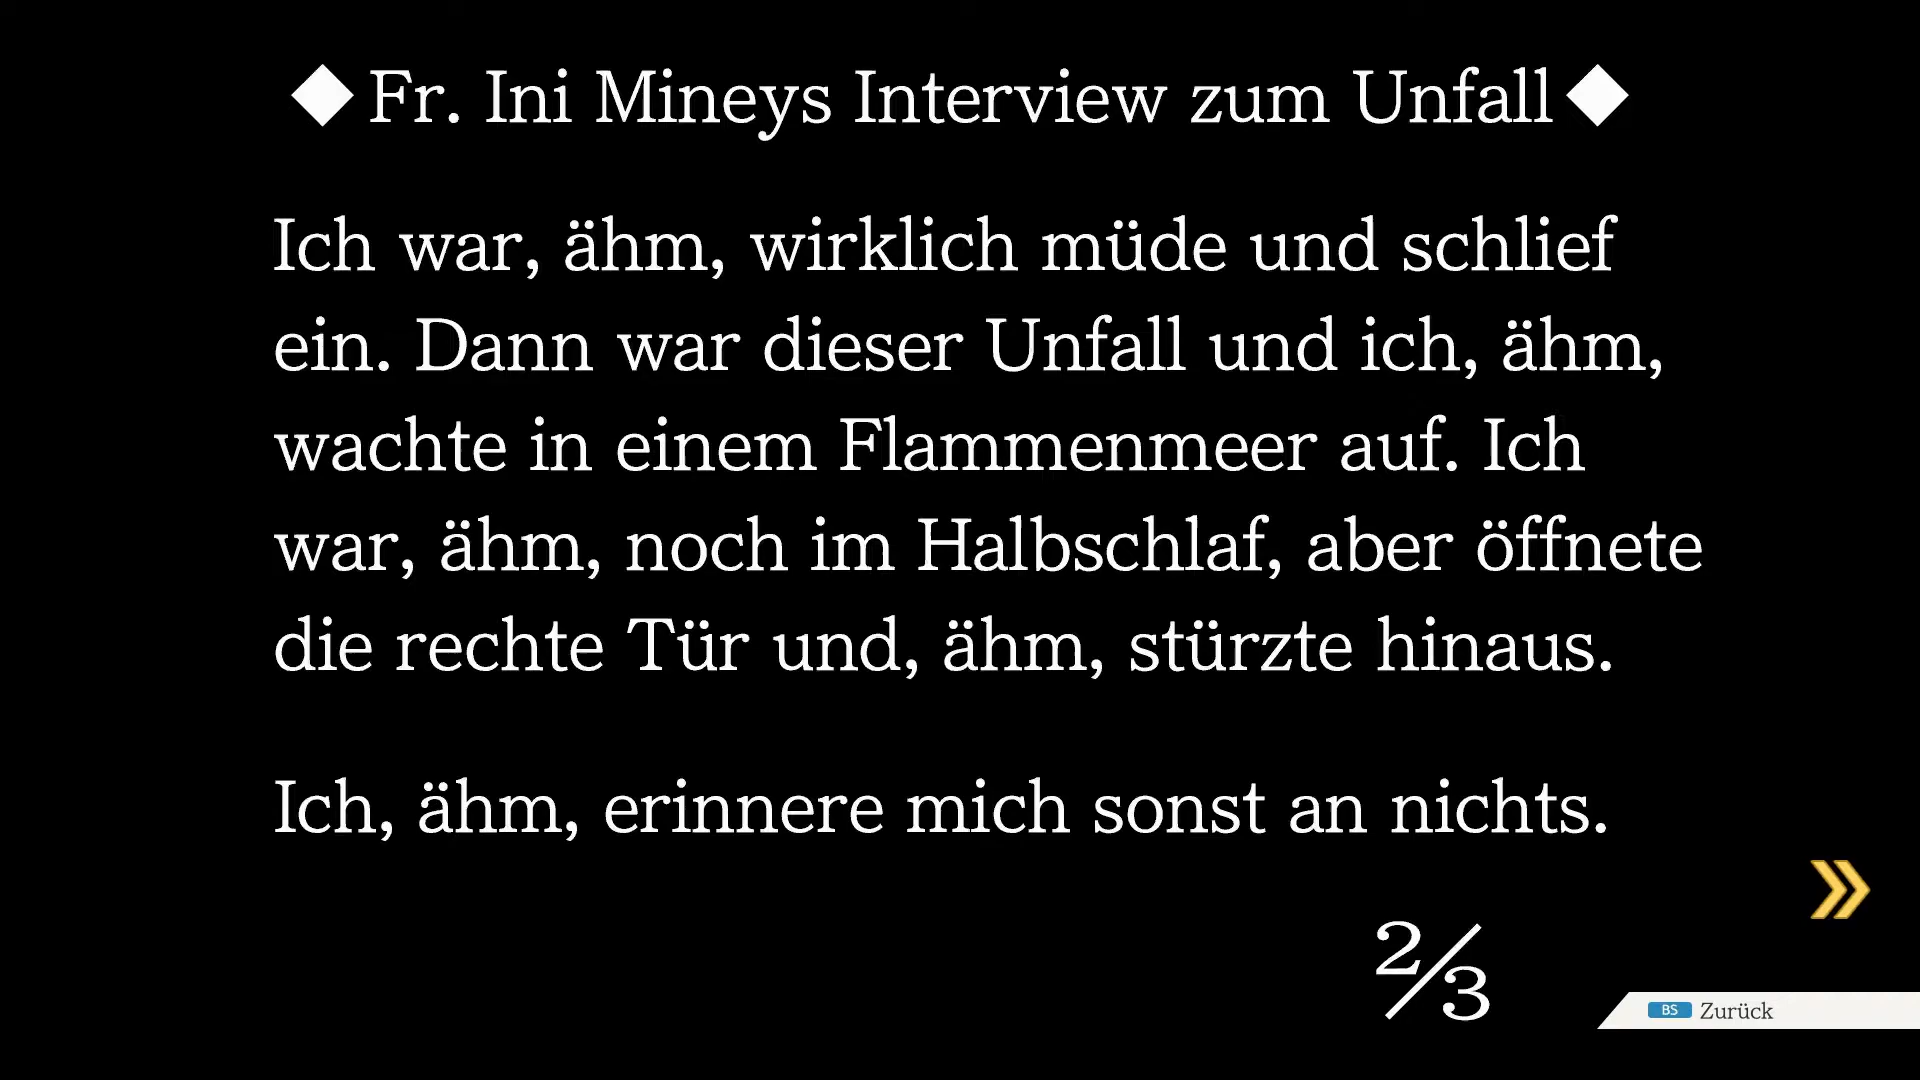 ◆Fr. Ini Mineys Interview zum Unfall◆
Ich war, ähm, wirklich müde und schlief
ein. Dann war dieser Unfall und ich, ähm,
wachte in einem Flammenmeer auf. Ich
war, ähm, noch im Halbschlaf, aber öffnete
die rechte Tür und, ähm, stürzte hinaus.
Ich, ähm, erinnere mich sonst an nichts.
2/3
BS Zurück